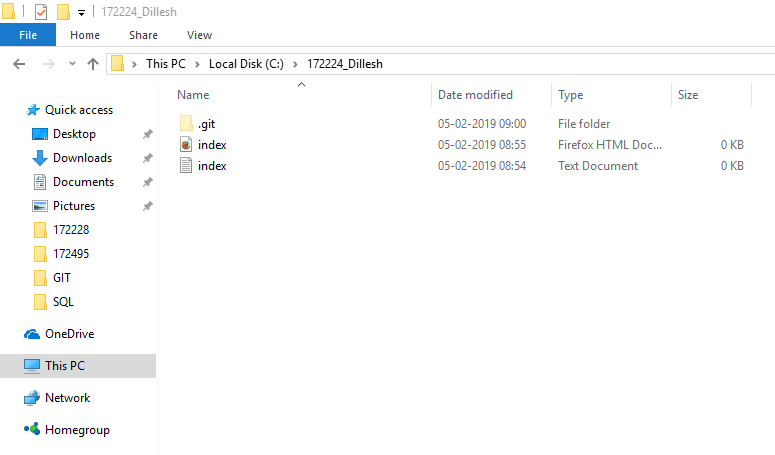 172224_Dillesh
File Home Share View
This PC Local Disk (C:) 172224_Dillesh
Name Date modified Type Size
.git 05-02-2019 09:00 File folder
index 05-02-2019 08:55 Firefox HTML Doc... 0 KB
index 05-02-2019 08:54 Text Document 0 KB
Quick access
Desktop
Downloads
Documents
Pictures
172228
172495
GIT
SQL
OneDrive
This PC
Network
Homegroup